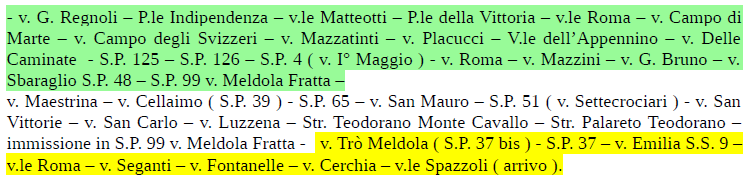 - v. G. Regnoli – P.le Indipendenza – v.le Matteotti – P.le della Vittoria – v.le Roma – v. Campo di
Marte – v. Campo degli Svizzeri – v. Mazzatinti – v. Placucci – V.le dell’Appennino – v. Delle
Caminate - S.P. 125 – S.P. 126 – S.P. 4 ( v. I° Maggio ) - v. Roma – v. Mazzini – v. G. Bruno – v.
Sbaraglio S.P. 48 – S.P. 99 v. Meldola Fratta –
v. Maestrina – v. Cellaimo ( S.P. 39 ) - S.P. 65 – v. San Mauro – S.P. 51 ( v. Settecrociari ) - v. San
Vittorie – v. San Carlo – v. Luzzena – Str. Teodorano Monte Cavallo – Str. Palareto Teodorano –
immissione in S.P. 99 v. Meldola Fratta - v. Trò Meldola ( S.P. 37 bis ) - S.P. 37 – v. Emilia S.S. 9 –
v.le Roma – v. Seganti – v. Fontanelle – v. Cerchia – v.le Spazzoli ( arrivo ).